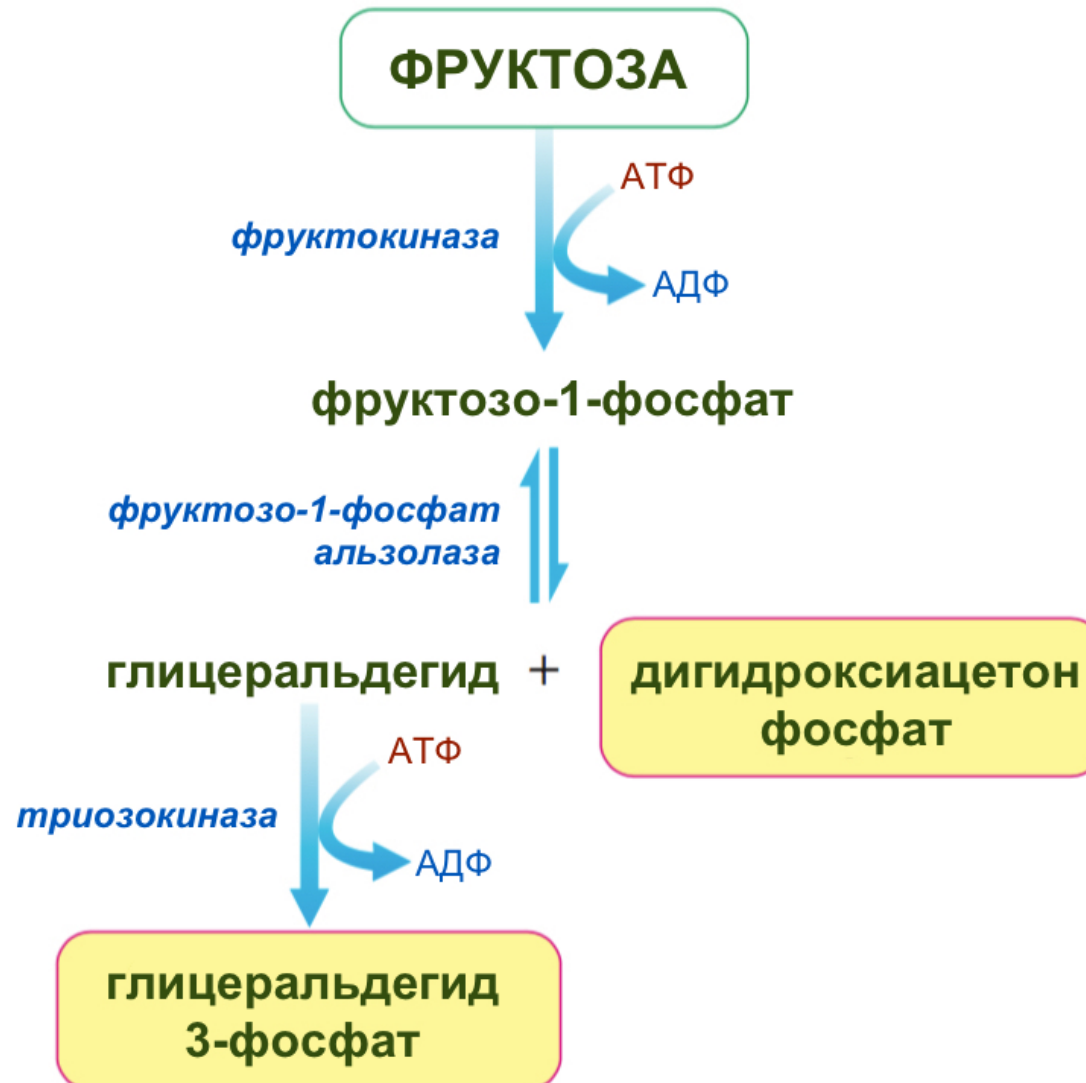 ФРУКТОЗА
АТФ
фруктокиназа
АДФ
фруктозо-1-фосфат
фруктозо-1-фосфат
альзолаза
глицеральдегид +
дигидроксиацетон
фосфат
АТФ
триозокиназа
АДФ
глицеральдегид
3-фосфат